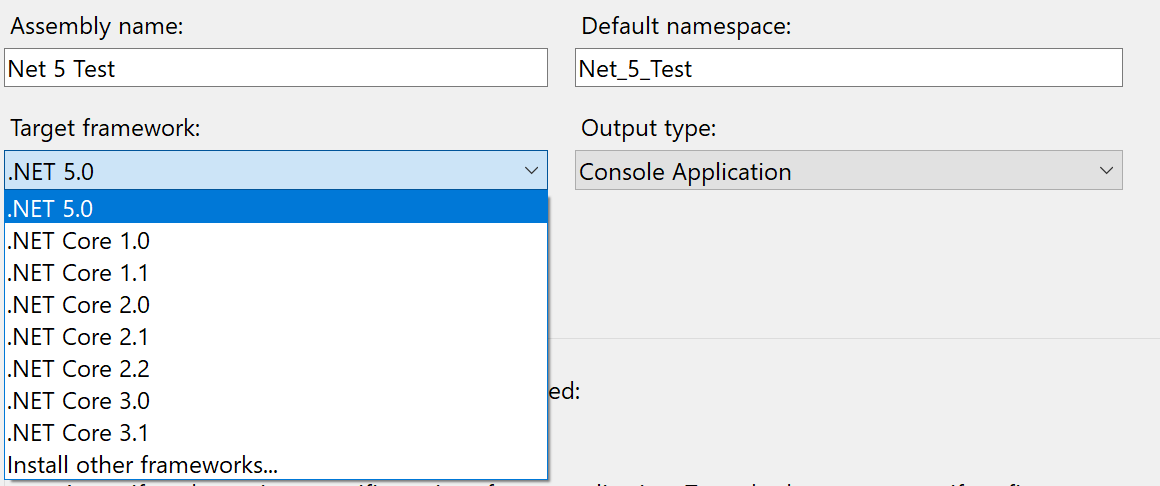 Assembly name:
Default namespace:
Net 5 Test
Net_5_Test
Target framework:
Output type:
.NET 5.0
Console Application
.NET 5.0
.NET Core 1.0
.NET Core 1.1
.NET Core 2.0
.NET Core 2.1
.NET Core 2.2
.NET Core 3.0
ed:
.NET Core 3.1
Install other frameworks...